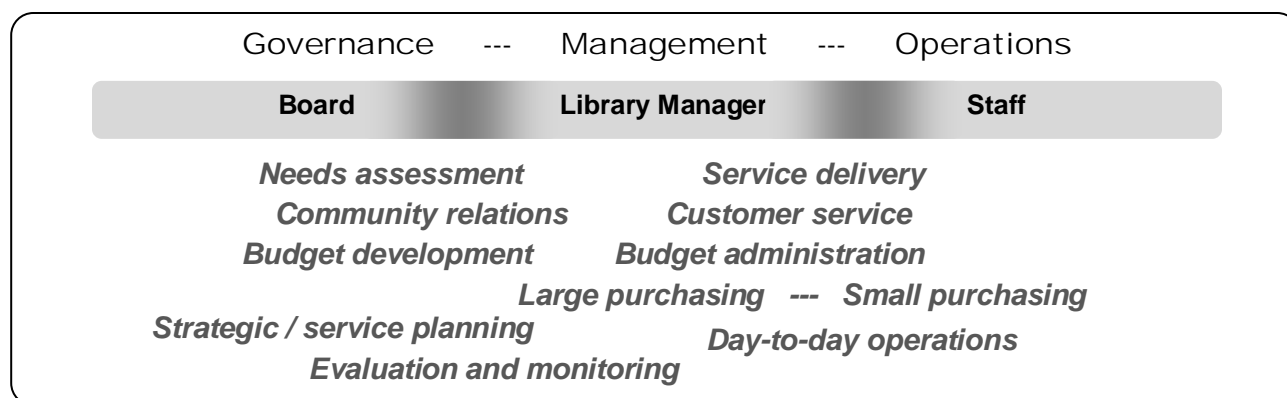 Governance --- Management --- Operations
Board Library Manager Staff
Needs assessment Service delivery
Community relations Customer service
Budget development Budget administration
Large purchasing --- Small purchasing
Strategic / service planning Day-to-day operations
Evaluation and monitoring